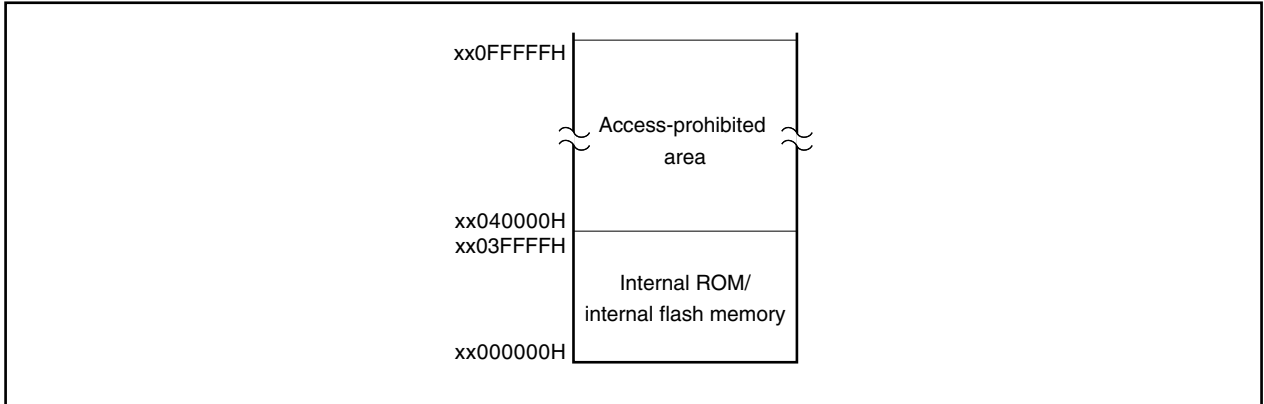 xx0FFFFFH
Access-prohibited
area
xx040000H
xx03FFFFH
Internal ROM/
internal flash memory
xx000000H